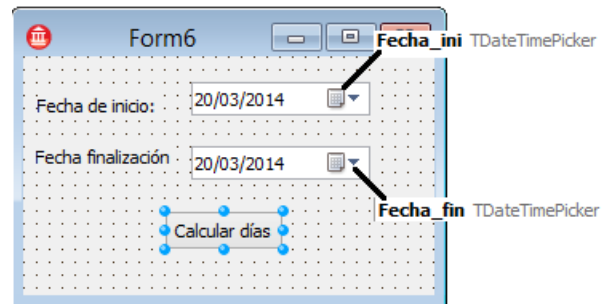 Form6
Fecha_ini TDateTimePicker
Fecha de inicio: 20/03/2014
Fecha finalización 20/03/2014
Fecha_fin TDateTimePicker
Calcular días